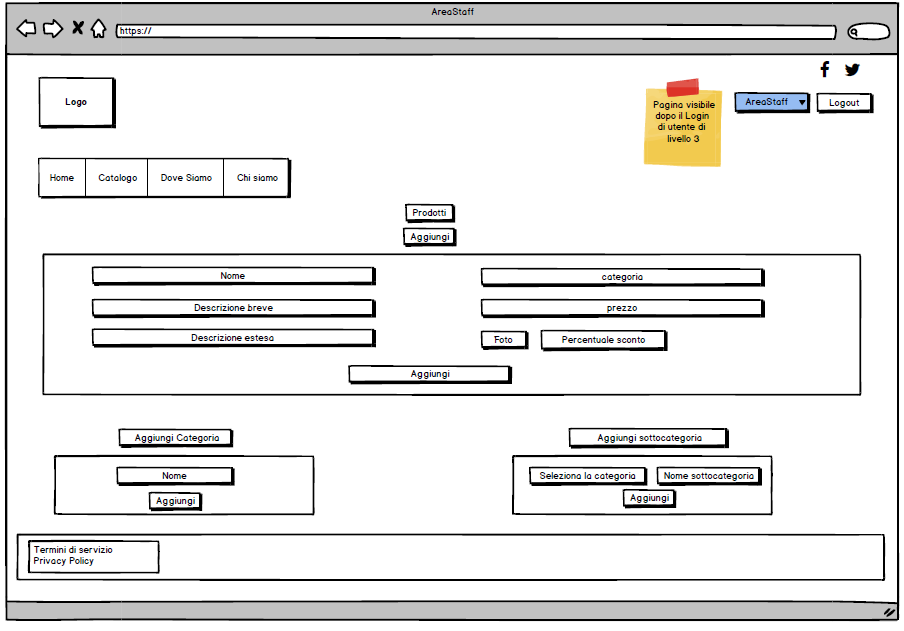 AreaStaff
https://
Logo
Pagina visibile
dopo il Login
di utente di
livello 3
AreaStaff
Logout
Home
Catalogo
Dove Siamo
Chi siamo
Prodotti
Aggiungi
Nome
categoria
Descrizione breve
prezzo
Descrizione estesa
Foto
Percentuale sconto
Aggiungi
Aggiungi Categoria
Aggiungi sottocategoria
Nome
Seleziona la categoria
Nome sottocategoria
Aggiungi
Aggiungi
Termini di servizio
Privacy Policy